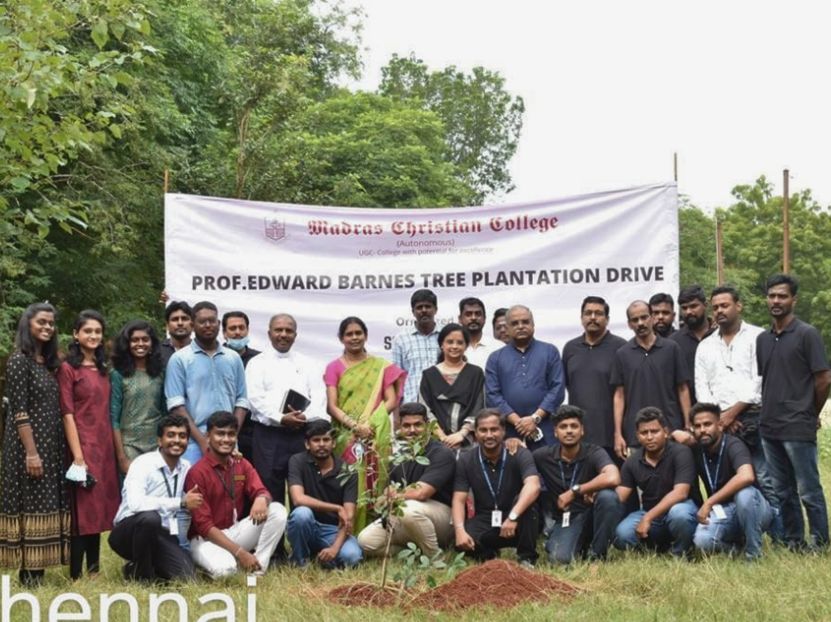 Madras Christian College
(Autonomous)
UGC- College with potential for excellence
PROF.EDWARD BARNES TREE PLANTATION DRIVE
hennai